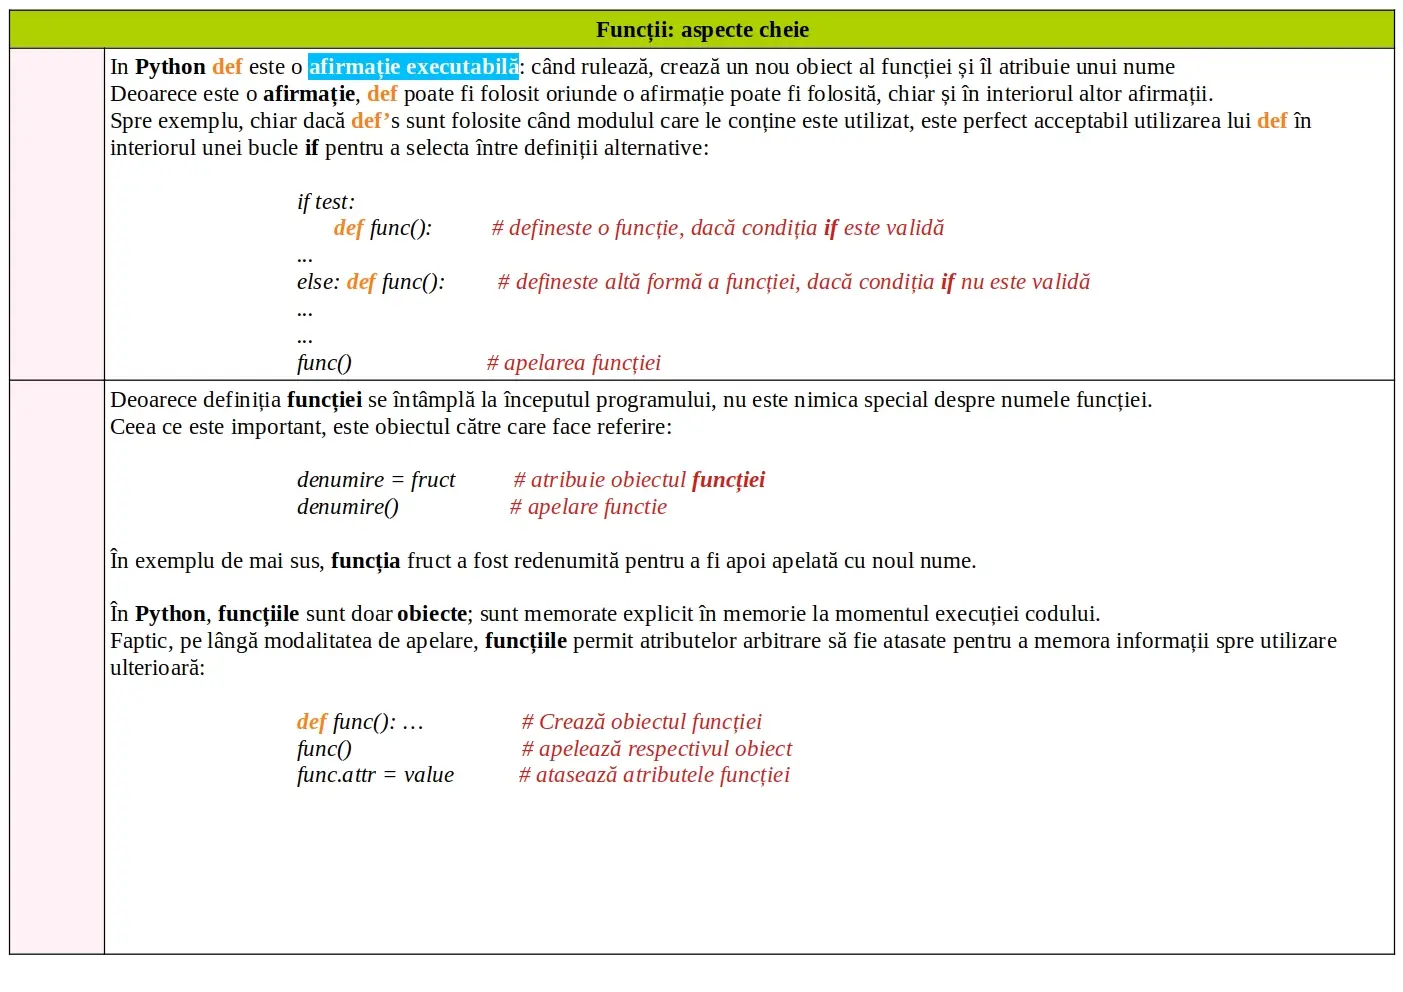 Funcții: aspecte cheie
In Python def este o afirmație executabilă: când rulează, crează un nou obiect al funcției și îl atribuie unui nume
Deoarece este o afirmație, def poate fi folosit oriunde o afirmație poate fi folosită, chiar și în interiorul altor afirmații.
Spre exemplu, chiar dacă def’s sunt folosite când modulul care le conține este utilizat, este perfect acceptabil utilizarea lui def în
interiorul unei bucle if pentru a selecta între definiții alternative:
if test:
def func(): # defineste o funcție, dacă condiția if este validă
...
else: def func(): # defineste altă formă a funcției, dacă condiția if nu este validă
...
...
func() # apelarea funcției
Deoarece definiția funcției se întâmplă la începutul programului, nu este nimica special despre numele funcției.
Ceea ce este important, este obiectul către care face referire:
denumire = fruct # atribuie obiectul funcției
denumire() # apelare functie
În exemplu de mai sus, funcția fruct a fost redenumită pentru a fi apoi apelată cu noul nume.
În Python, funcțiile sunt doar obiecte; sunt memorate explicit în memorie la momentul execuției codului.
Faptic, pe lângă modalitatea de apelare, funcțiile permit atributelor arbitrare să fie atasate pentru a memora informații spre utilizare
ulterioară:
def func(): … # Crează obiectul funcției
func() # apelează respectivul obiect
func.attr = value # atasează atributele funcției